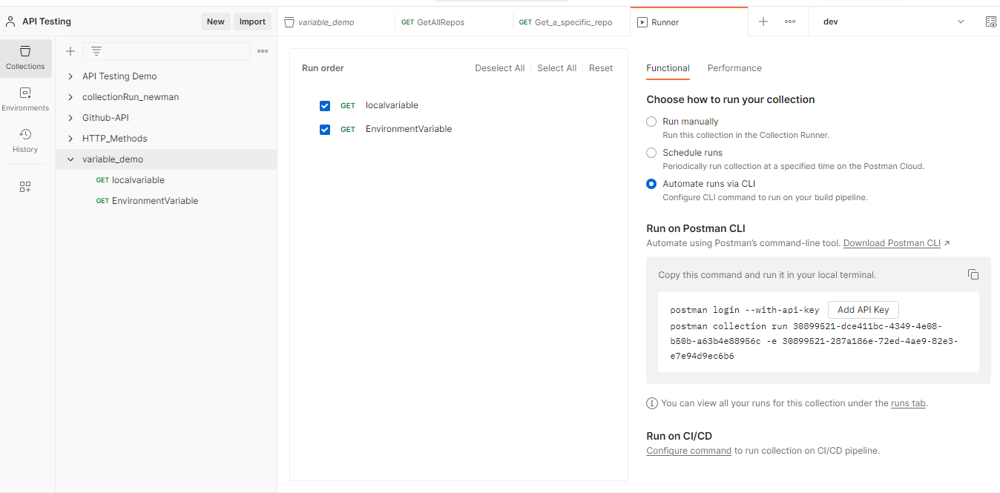 API Testing
New
Import
Collections
Environments
History
API Testing Demo
collectionRun_newman
Github-API
HTTP_Methods
variable_demo
GET localvariable
GET EnvironmentVariable
variable_demo
GET GetAllRepos
GET Get_a_specific_repo
Runner
dev
Run order
Deselect All
Select All
Reset
GET localvariable
GET EnvironmentVariable
Functional
Performance
Choose how to run your collection
Run manually
Run this collection in the Collection Runner.
Schedule runs
Periodically run collection at a specified time on the Postman Cloud.
Automate runs via CLI
Configure CLI command to run on your build pipeline.
Run on Postman CLI
Automate using Postman's command-line tool. Download Postman CLI ↗
Copy this command and run it in your local terminal.
postman login --with-api-key Add API Key
postman collection run 30899521-dce411bc-4349-4e08-
b50b-a63b4e88956c -e 30899521-287a186e-72ed-4ae9-82e3-
e7e94d9ec6b6
You can view all your runs for this collection under the runs tab.
Run on CI/CD
Configure command to run collection on CI/CD pipeline.